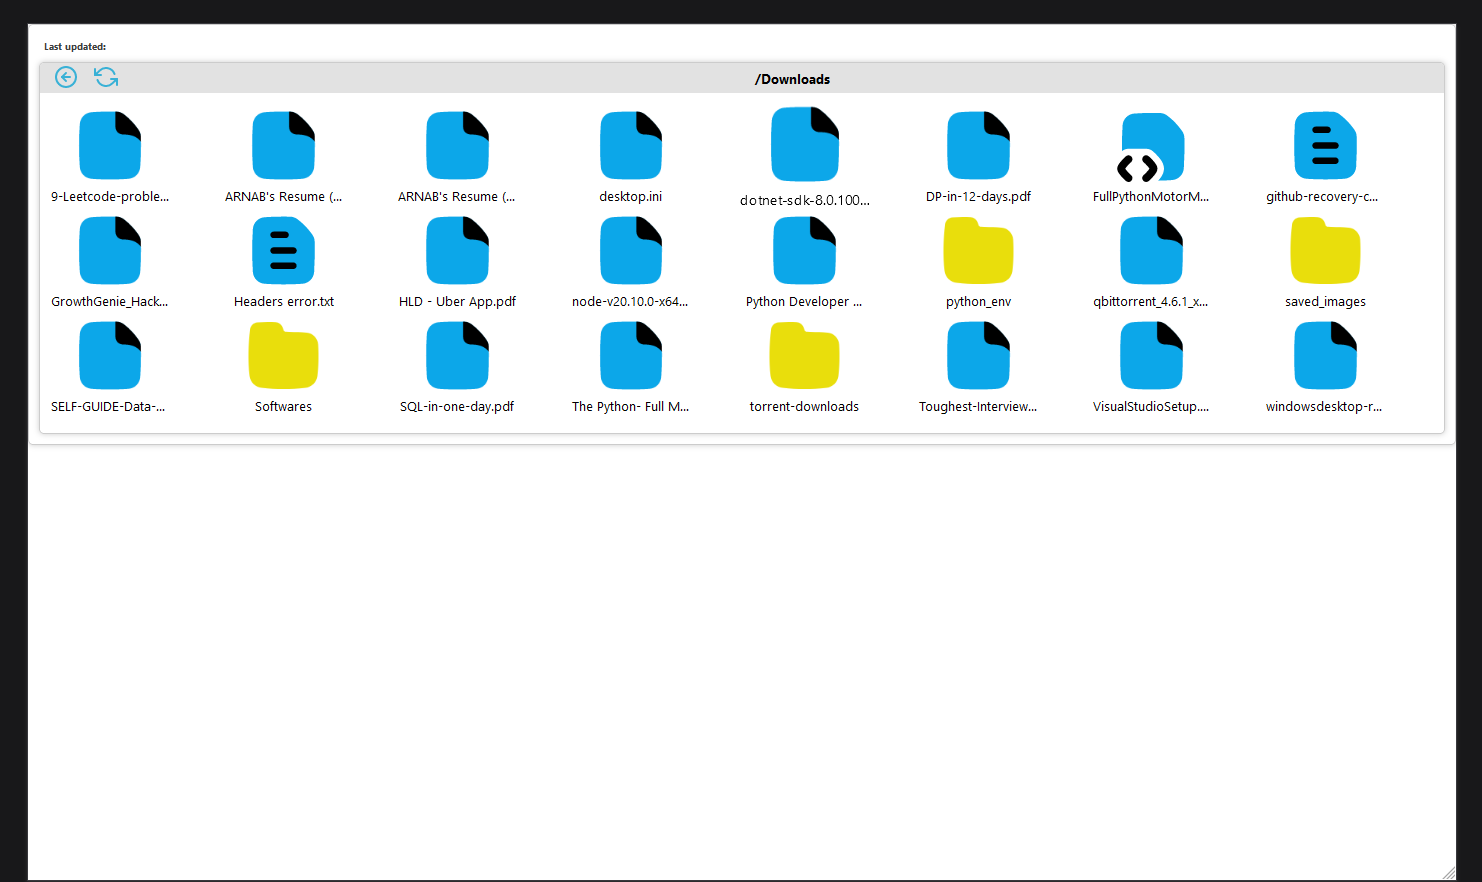 Last updated:
/Downloads
9-Leetcode-proble...
ARNAB's Resume (...
ARNAB's Resume (...
desktop.ini
dotnet-sdk-8.0.100...
DP-in-12-days.pdf
FullPythonMotorM...
github-recovery-c...
GrowthGenie_Hack...
Headers error.txt
HLD - Uber App.pdf
node-v20.10.0-x64...
Python Developer ...
python_env
qbittorrent_4.6.1_x...
saved_images
SELF-GUIDE-Data-...
Softwares
SQL-in-one-day.pdf
The Python- Full M...
torrent-downloads
Toughest-Interview...
VisualStudioSetup....
windowsdesktop-r...